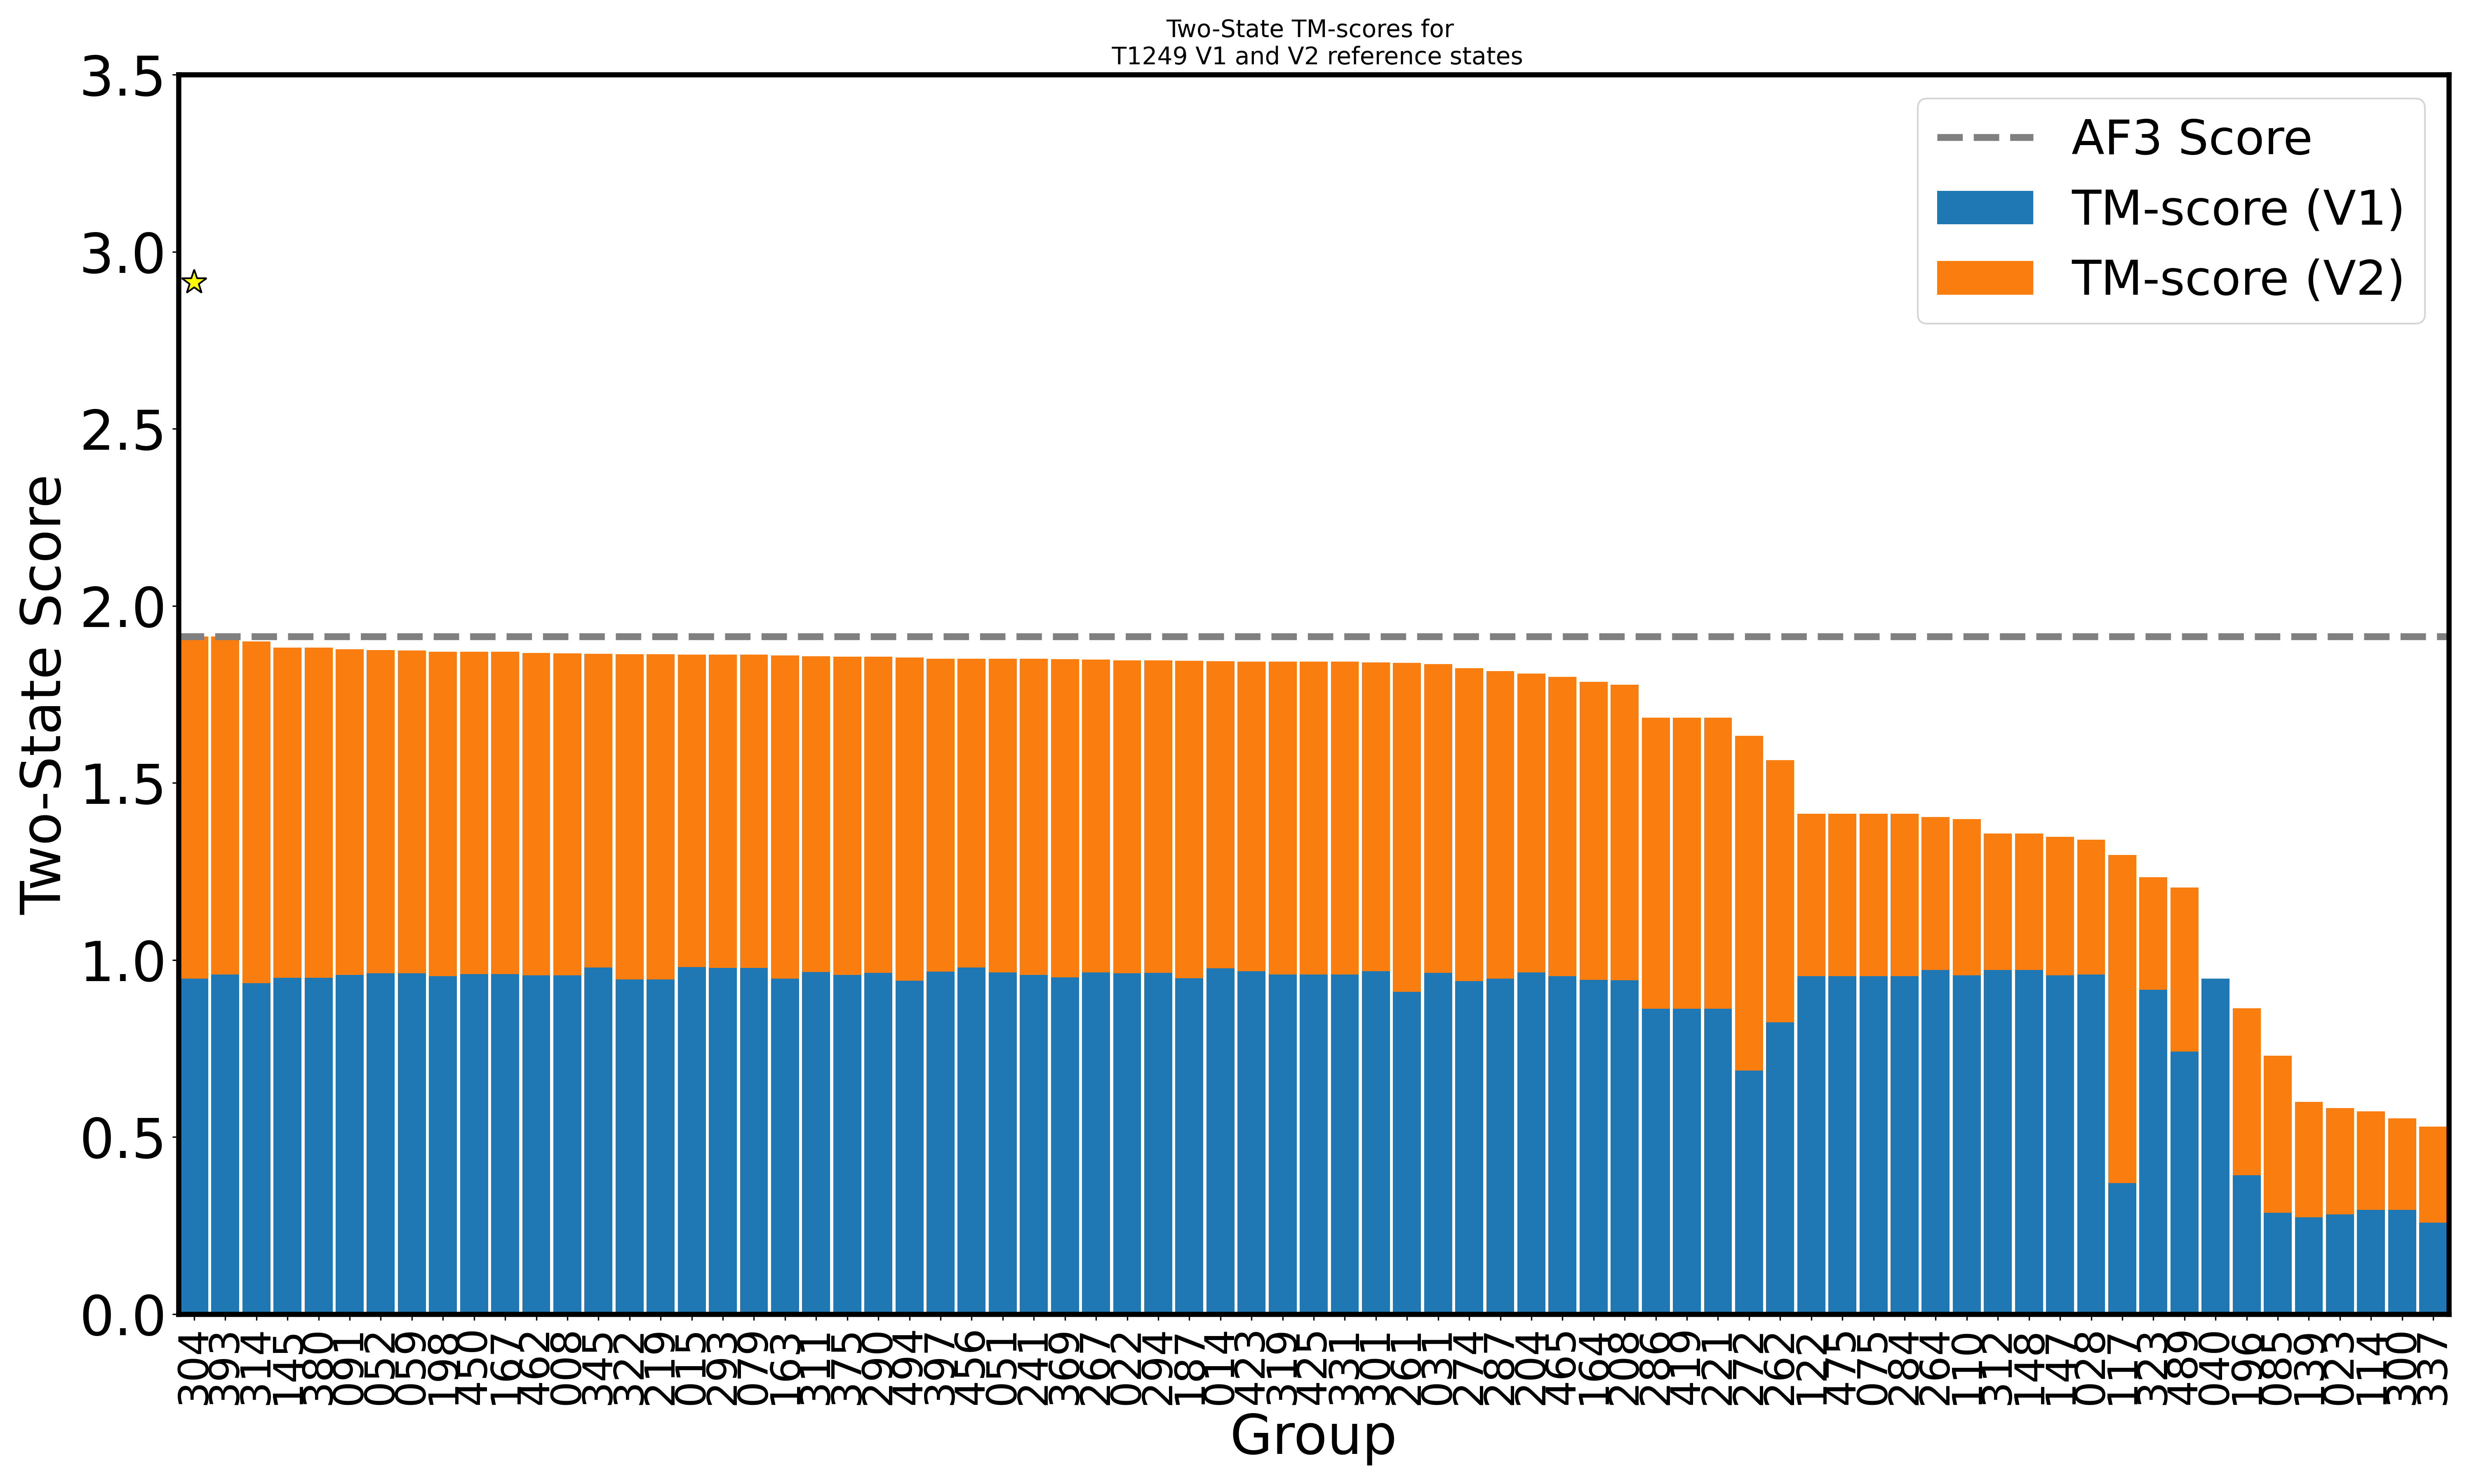 Two-State TM-scores for
T1249 V1 and V2 reference states
3.5
3.0
2.5
2.0
1.5
1.0
0.5
0.0
Two-State Score
AF3 Score
TM-score (V1)
TM-score (V2)
304 393 314 145 380 091 052 059 198 450 167 462 008 345 322 219 015 293 079 163 311 375 290 494 397 456 051 241 369 267 022 294 187 014 423 319 425 331 301 261 031 274 287 204 465 164 208 286 419 221 272 262 122 475 075 284 264 110 312 148 147 028 117 323 489 040 196 085 139 023 114 300 337
Group